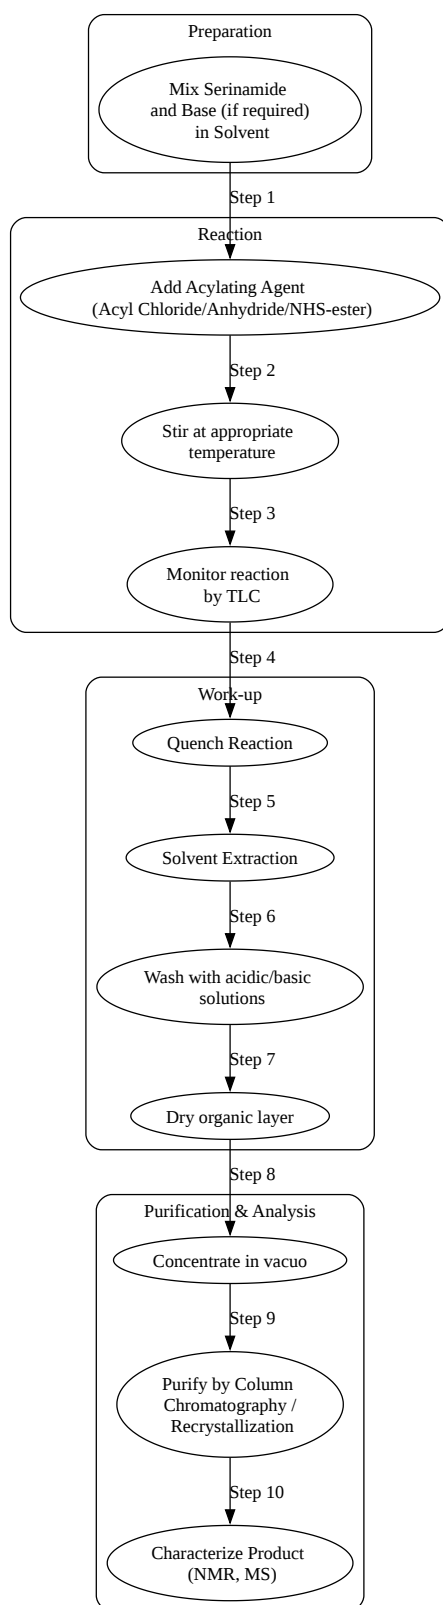 Preparation
Mix Serinamide
and Base (if required)
in Solvent
Step 1
Reaction
Add Acylating Agent
(Acyl Chloride/Anhydride/NHS-ester)
Step 2
Stir at appropriate
temperature
Step 3
Monitor reaction
by TLC
Step 4
Work-up
Quench Reaction
Step 5
Solvent Extraction
Step 6
Wash with acidic/basic
solutions
Step 7
Dry organic layer
Step 8
Purification & Analysis
Concentrate in vacuo
Step 9
Purify by Column
Chromatography /
Recrystallization
Step 10
Characterize Product
(NMR, MS)